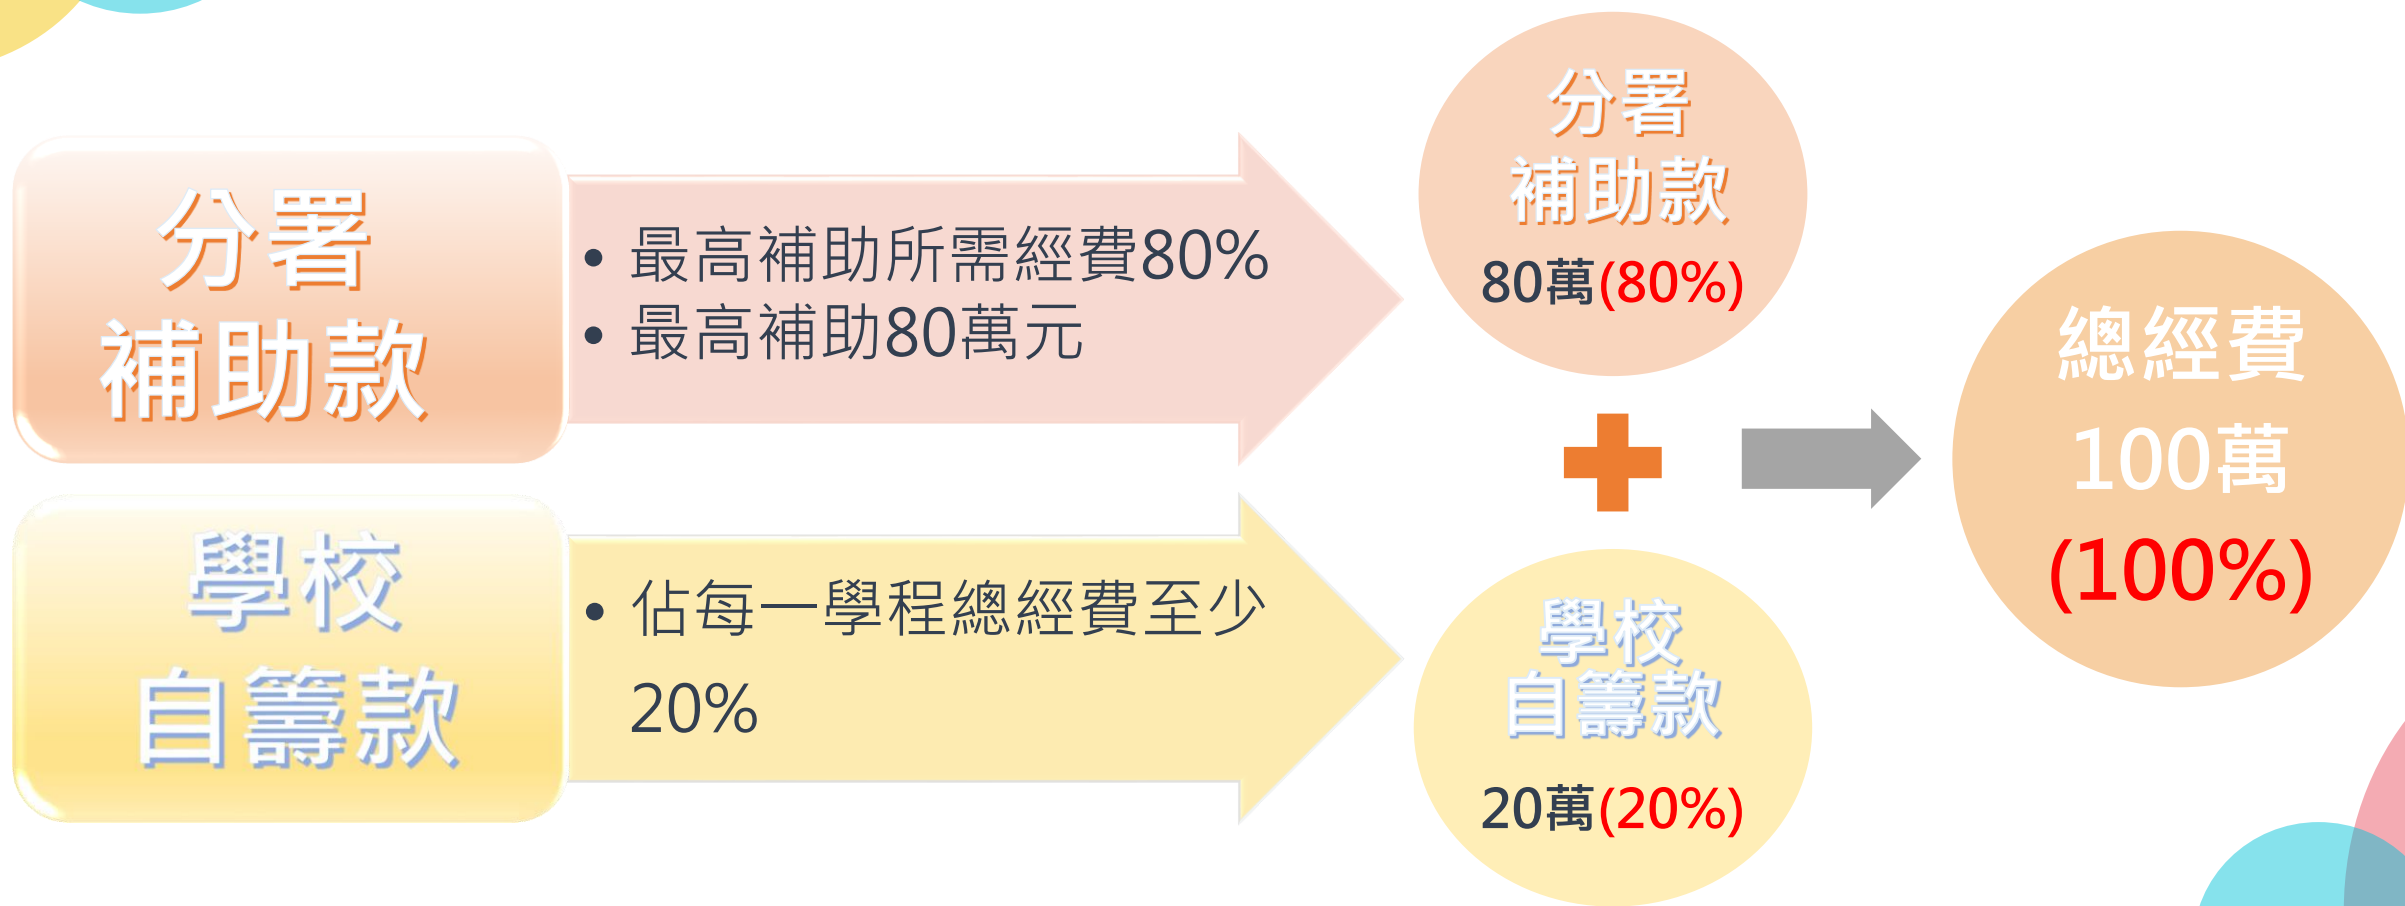 分署
補助款
• 最高補助所需經費80%
• 最高補助80萬元
學校
自籌款
• 佔每一學程總經費至少
20%
分署
補助款
80萬(80%)
學校
自籌款
20萬(20%)
總經費
100萬
(100%)